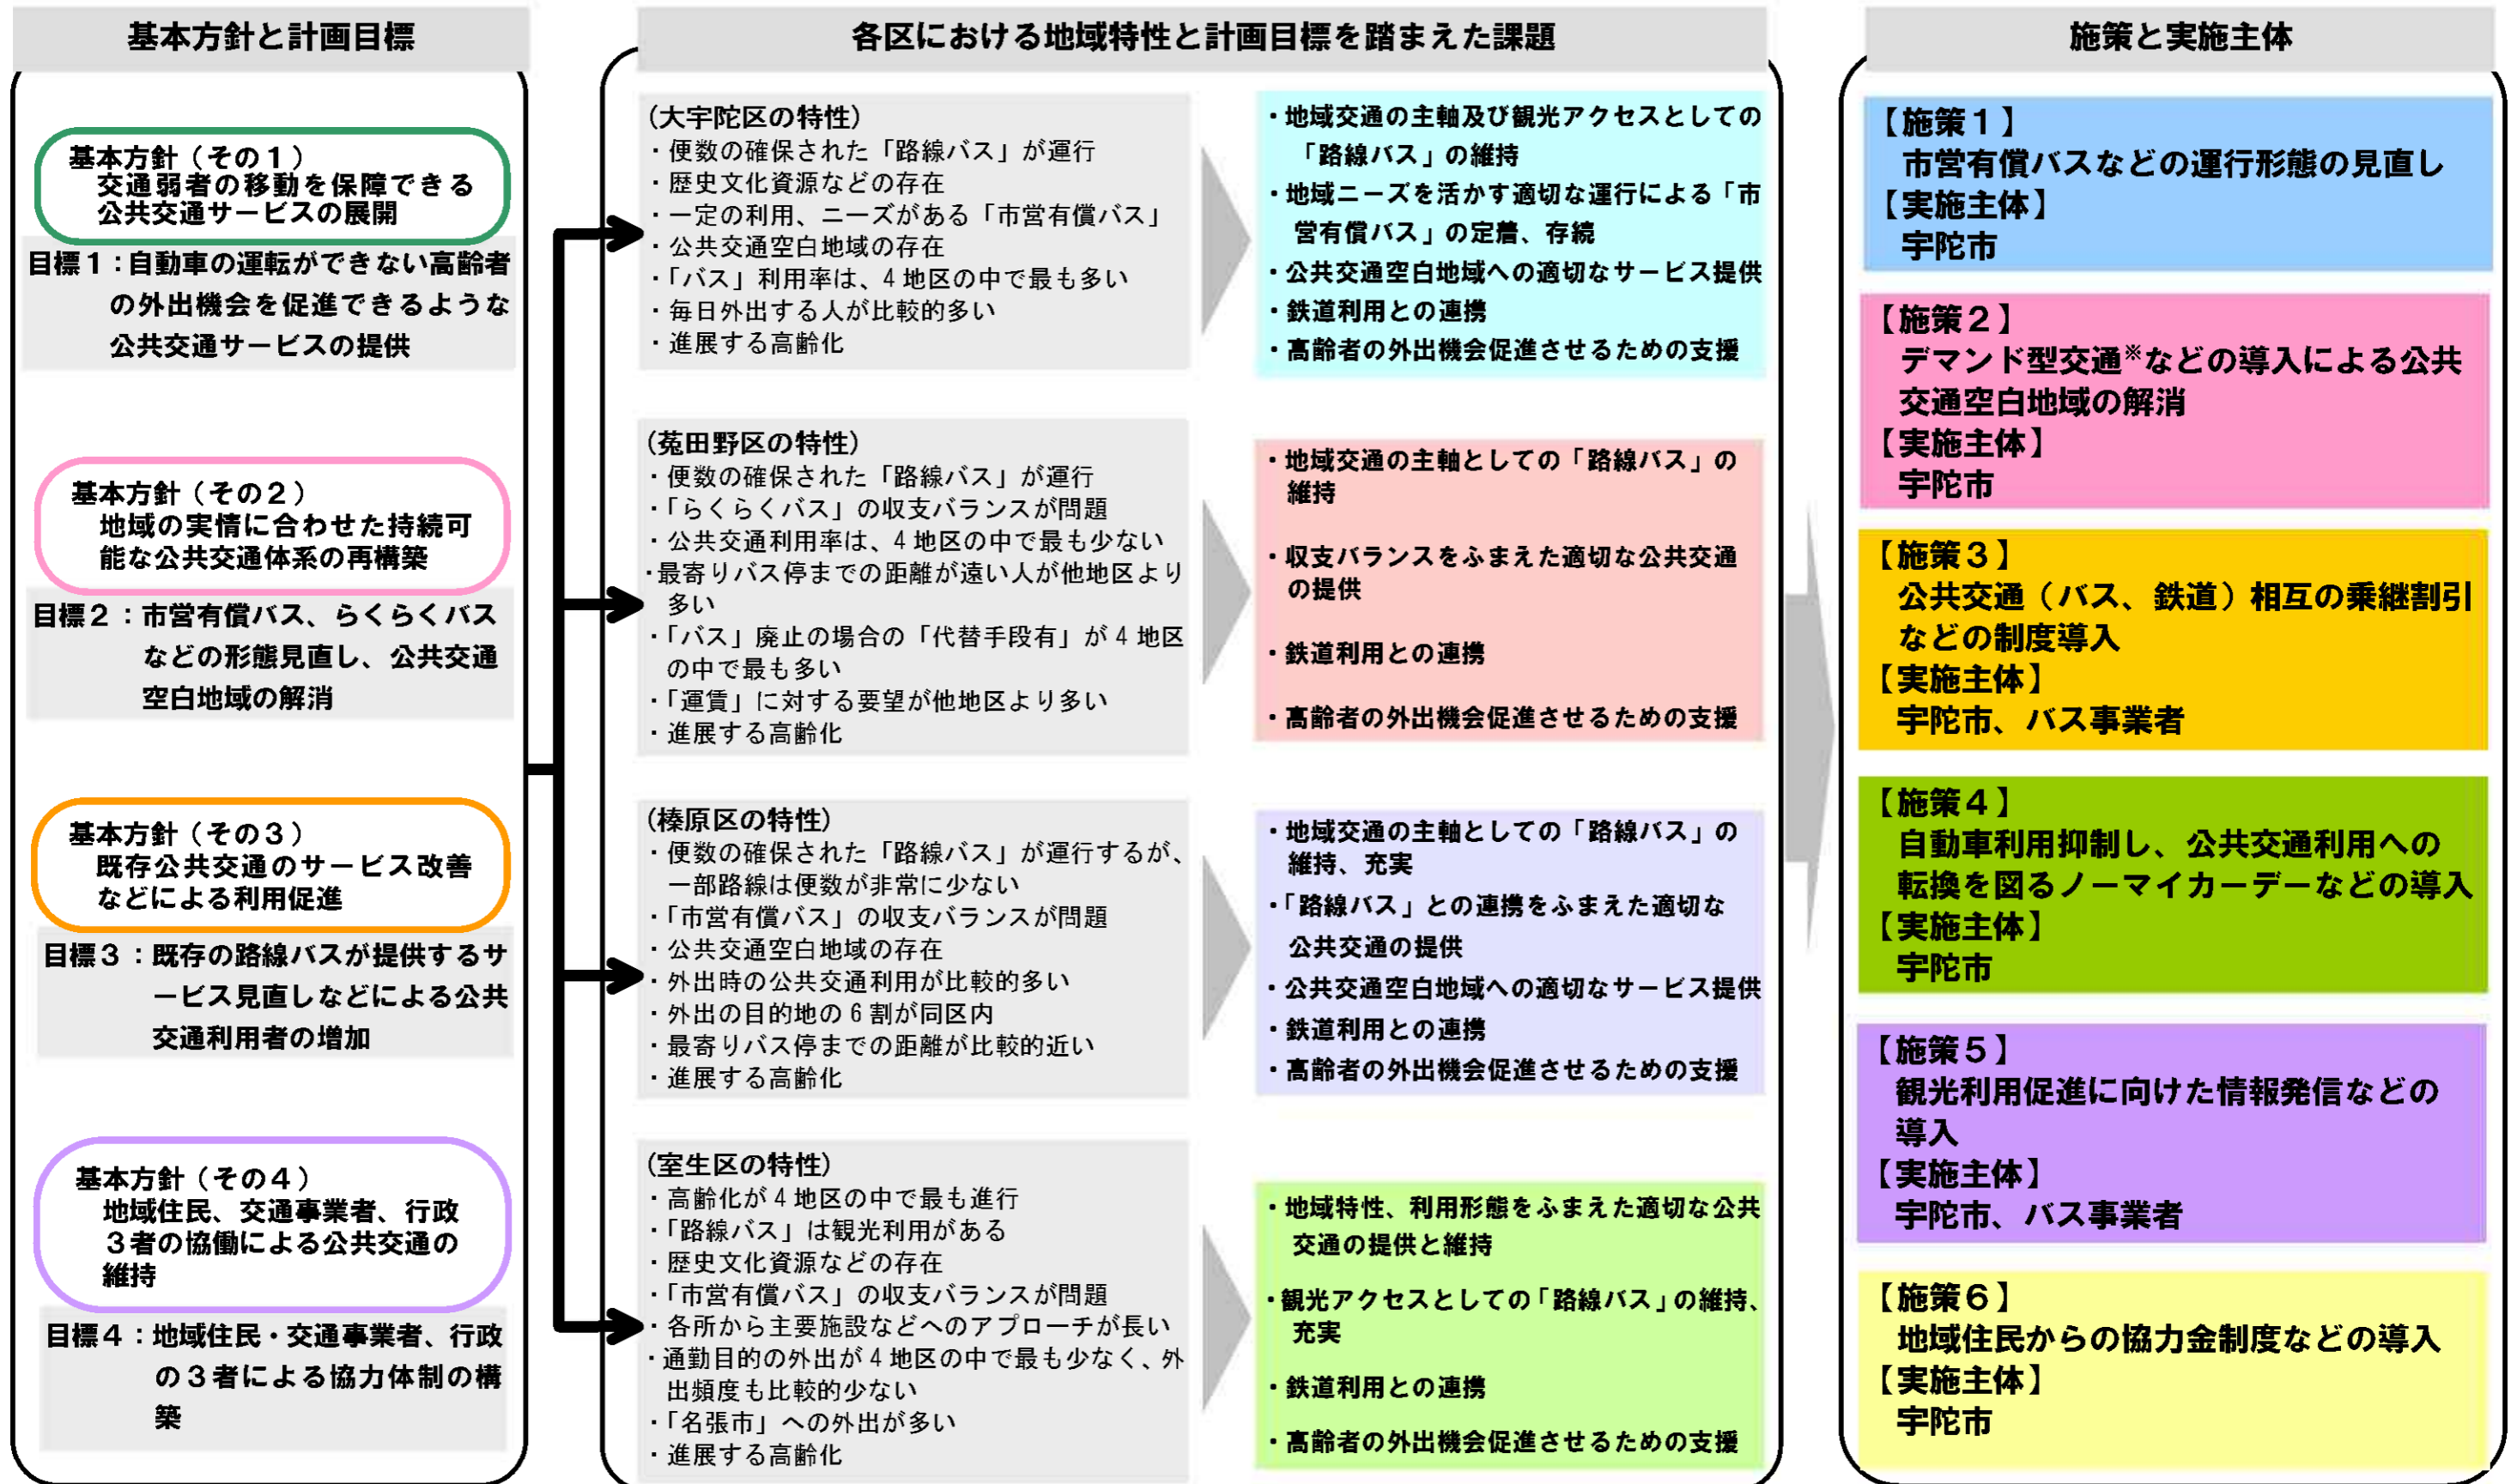 基本方針と計画目標
基本方針（その１）
交通弱者の移動を保障できる
公共交通サービスの展開
目標１：自動車の運転ができない高齢者
の外出機会を促進できるような
公共交通サービスの提供
基本方針（その２）
地域の実情に合わせた持続可
能な公共交通体系の再構築
目標２：市営有償バス、らくらくバス
などの形態見直し、公共交通
空白地域の解消
基本方針（その３）
既存公共交通のサービス改善
などによる利用促進
目標３：既存の路線バスが提供するサ
ービス見直しなどによる公共
交通利用者の増加
基本方針（その４）
地域住民、交通事業者、行政
３者の協働による公共交通の
維持
目標４：地域住民・交通事業者、行政
の３者による協力体制の構
築
各区における地域特性と計画目標を踏まえた課題
(大宇陀区の特性)
・便数の確保された「路線バス」が運行
・歴史文化資源などの存在
・一定の利用、ニーズがある「市営有償バス」
・公共交通空白地域の存在
・「バス」利用率は、4 地区の中で最も多い
・毎日外出する人が比較的多い
・進展する高齢化
・地域交通の主軸及び観光アクセスとしての
「路線バス」の維持
・地域ニーズを活かす適切な運行による「市
営有償バス」の定着、存続
・公共交通空白地域への適切なサービス提供
・鉄道利用との連携
・高齢者の外出機会促進させるための支援
(菟田野区の特性)
・便数の確保された「路線バス」が運行
・「らくらくバス」の収支バランスが問題
・公共交通利用率は、4 地区の中で最も少ない
・最寄りバス停までの距離が遠い人が他地区より
多い
・「バス」廃止の場合の「代替手段有」が 4 地区
の中で最も多い
・「運賃」に対する要望が他地区より多い
・進展する高齢化
・地域交通の主軸としての「路線バス」の
維持
・収支バランスをふまえた適切な公共交通
の提供
・鉄道利用との連携
・高齢者の外出機会促進させるための支援
(榛原区の特性)
・便数の確保された「路線バス」が運行するが、
一部路線は便数が非常に少ない
・「市営有償バス」の収支バランスが問題
・公共交通空白地域の存在
・外出時の公共交通利用が比較的多い
・外出の目的地の 6 割が同区内
・最寄りバス停までの距離が比較的近い
・進展する高齢化
・地域交通の主軸としての「路線バス」の
維持、充実
・「路線バス」との連携をふまえた適切な
公共交通の提供
・公共交通空白地域への適切なサービス提供
・鉄道利用との連携
・高齢者の外出機会促進させるための支援
(室生区の特性)
・高齢化が 4 地区の中で最も進行
・「路線バス」は観光利用がある
・歴史文化資源などの存在
・「市営有償バス」の収支バランスが問題
・各所から主要施設などへのアプローチが長い
・通勤目的の外出が 4 地区の中で最も少なく、外
出頻度も比較的少ない
・「名張市」への外出が多い
・進展する高齢化
・地域特性、利用形態をふまえた適切な公共
交通の提供と維持
・観光アクセスとしての「路線バス」の維持、
充実
・鉄道利用との連携
・高齢者の外出機会促進させるための支援
施策と実施主体
【施策１】
市営有償バスなどの運行形態の見直し
【実施主体】
宇陀市
【施策２】
デマンド型交通※などの導入による公共
交通空白地域の解消
【実施主体】
宇陀市
【施策３】
公共交通（バス、鉄道）相互の乗継割引
などの制度導入
【実施主体】
宇陀市、バス事業者
【施策４】
自動車利用抑制し、公共交通利用への
転換を図るノーマイカーデーなどの導入
【実施主体】
宇陀市
【施策５】
観光利用促進に向けた情報発信などの
導入
【実施主体】
宇陀市、バス事業者
【施策６】
地域住民からの協力金制度などの導入
【実施主体】
宇陀市